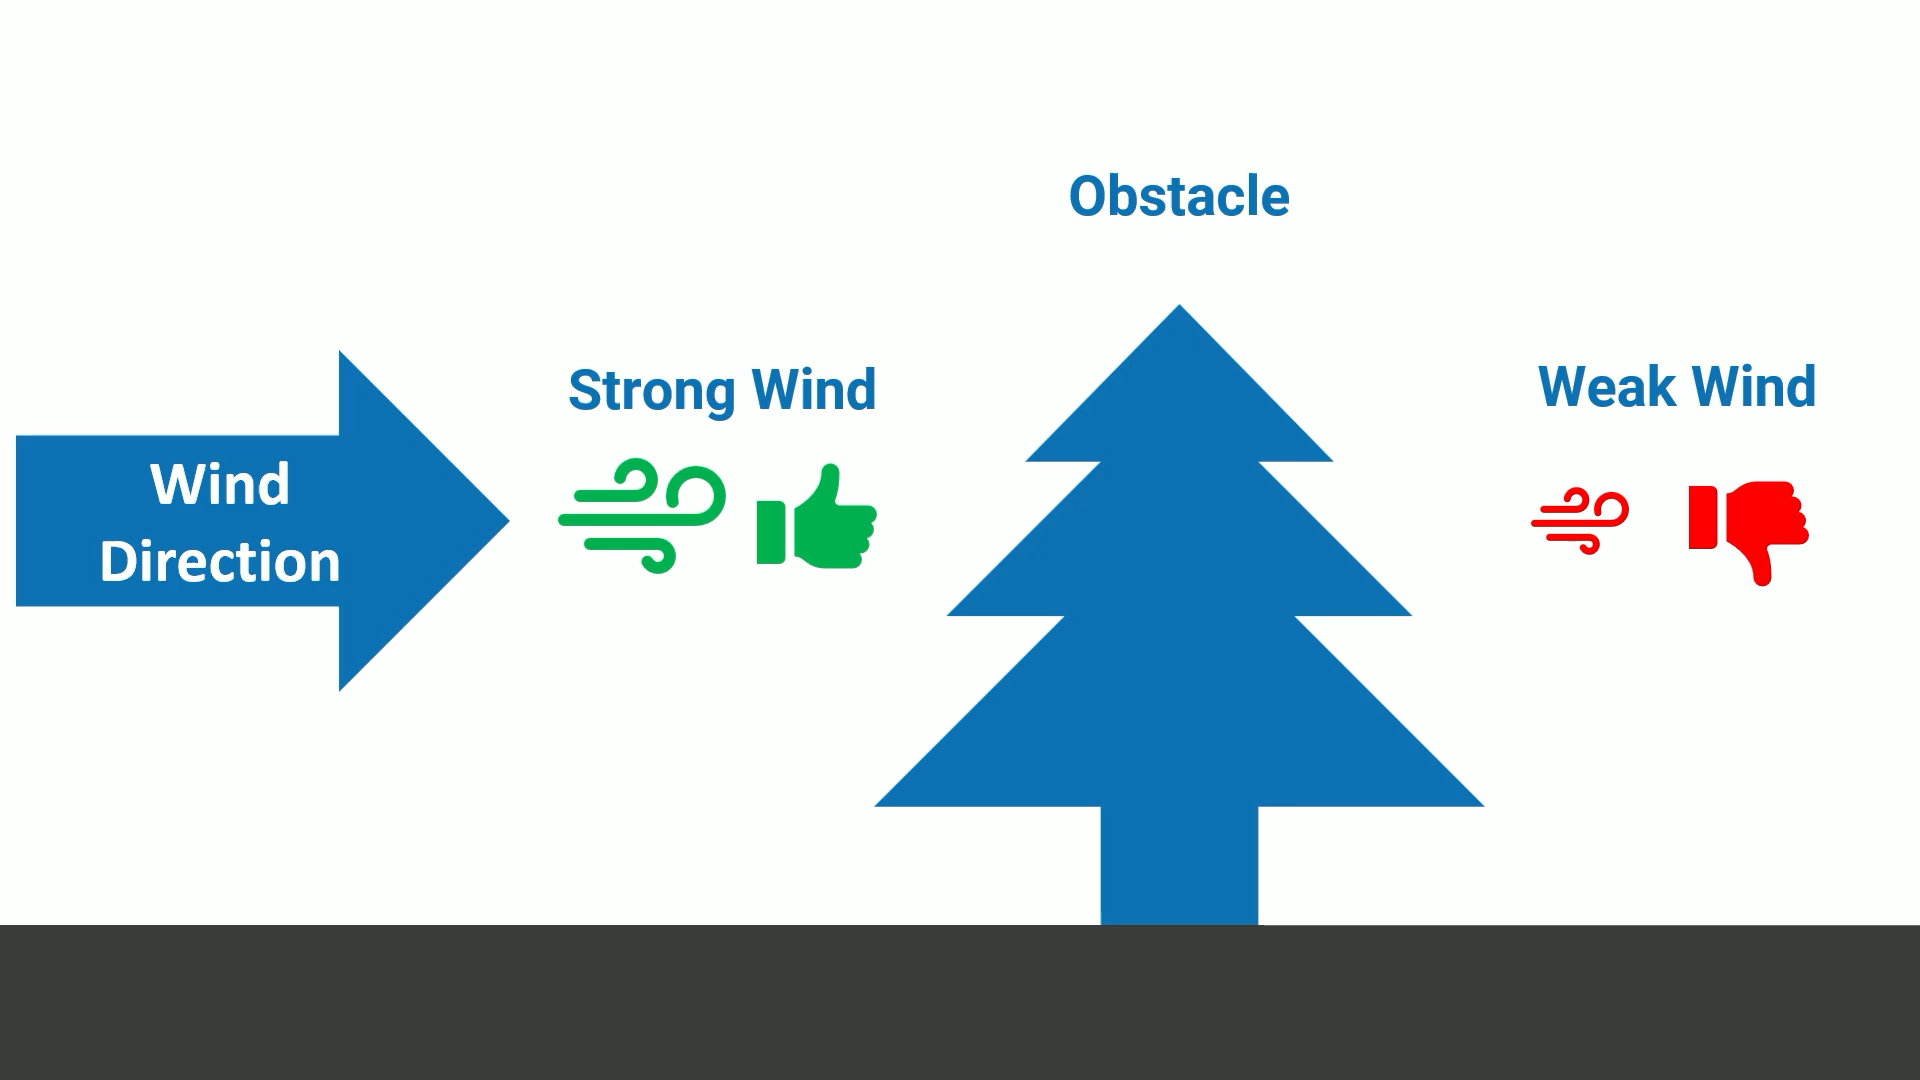 Obstacle
Strong Wind
Weak Wind
Wind
Direction